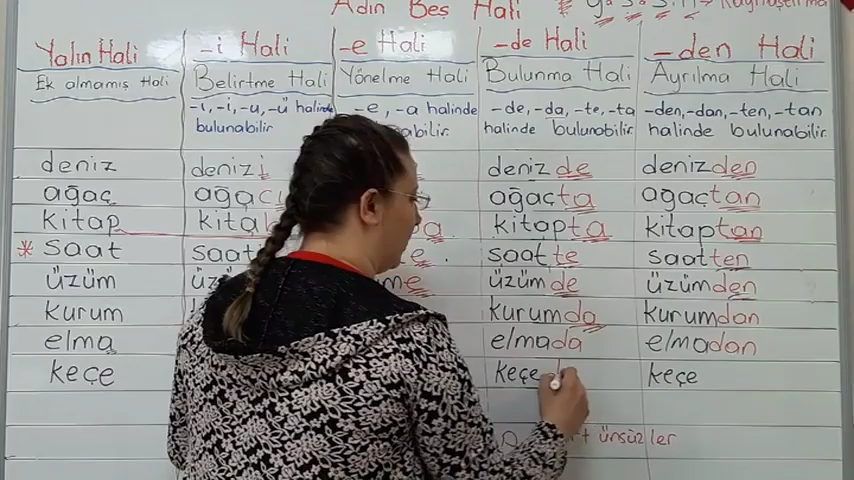 Adın Beş Hali * y.ş.s.n → Kaynaştırma
Yalın Hali -i Hali -e Hali -de Hali -den Hali
Ek almamış Hali Belirtme Hali Yönelme Hali Bulunma Hali Ayrılma Hali
-ı, -i, -u, -ü halinde -e, -a halinde -de, -da, -te, -ta -den, -dan, -ten, -tan
bulunabilir halinde bulunabilir. halinde bulunabilir.
deniz denizi denizde denizden
ağaç ağacı ağaçta ağaçtan
kitap kitapta kitaptan
* saat saatte saatten
üzüm üzümde üzümden
kurum kurumda kurumdan
elma elmada elmadan
keçe keçe keçe
ünsüzler